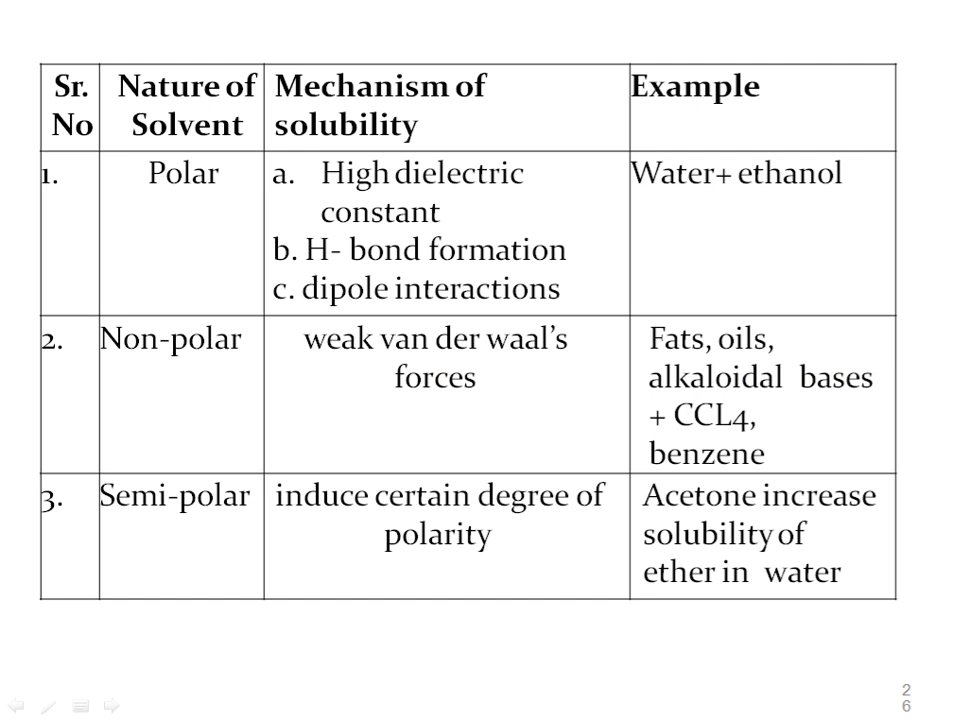 Sr. No
Nature of Solvent
Mechanism of solubility
Example
1.
Polar
a. High dielectric
constant
b. H- bond formation
c. dipole interactions
Water+ ethanol
2.
Non-polar
weak van der waal’s
forces
Fats, oils,
alkaloidal bases
+ CCL4,
benzene
3.
Semi-polar
induce certain degree of
polarity
Acetone increase
solubility of
ether in water
2
6